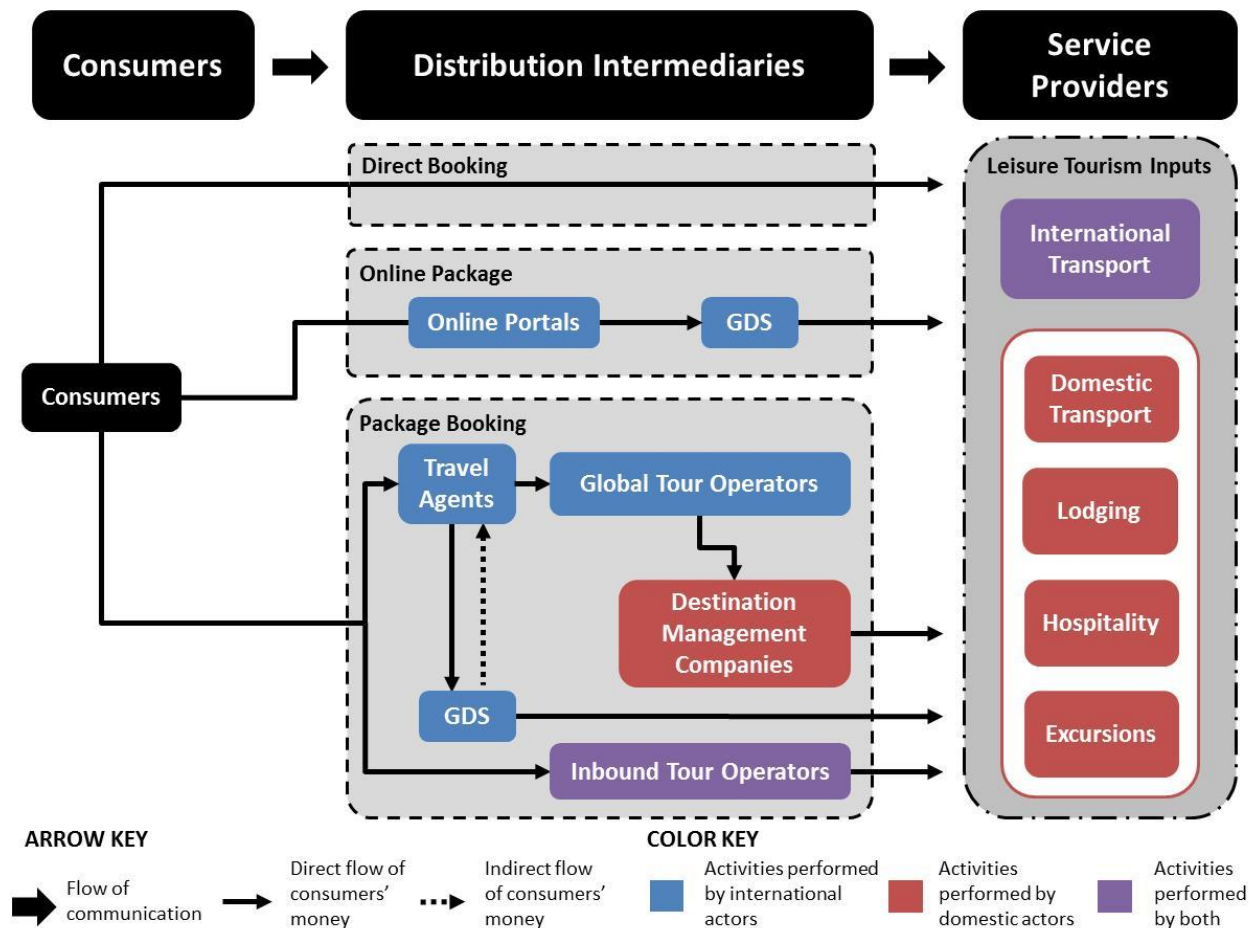 Consumers
Distribution Intermediaries
Service
Providers
Direct Booking
Leisure Tourism Inputs
International
Transport
Online Package
Online Portals
GDS
Consumers
Domestic
Transport
Package Booking
Travel
Agents
Global Tour Operators
Lodging
Destination
Management
Companies
Hospitality
GDS
Excursions
Inbound Tour Operators
ARROW KEY
Flow of
communication
Direct flow of
consumers’
money
Indirect flow
of consumers’
money
COLOR KEY
Activities performed
by international
actors
Activities
performed by
domestic actors
Activities
performed
by both